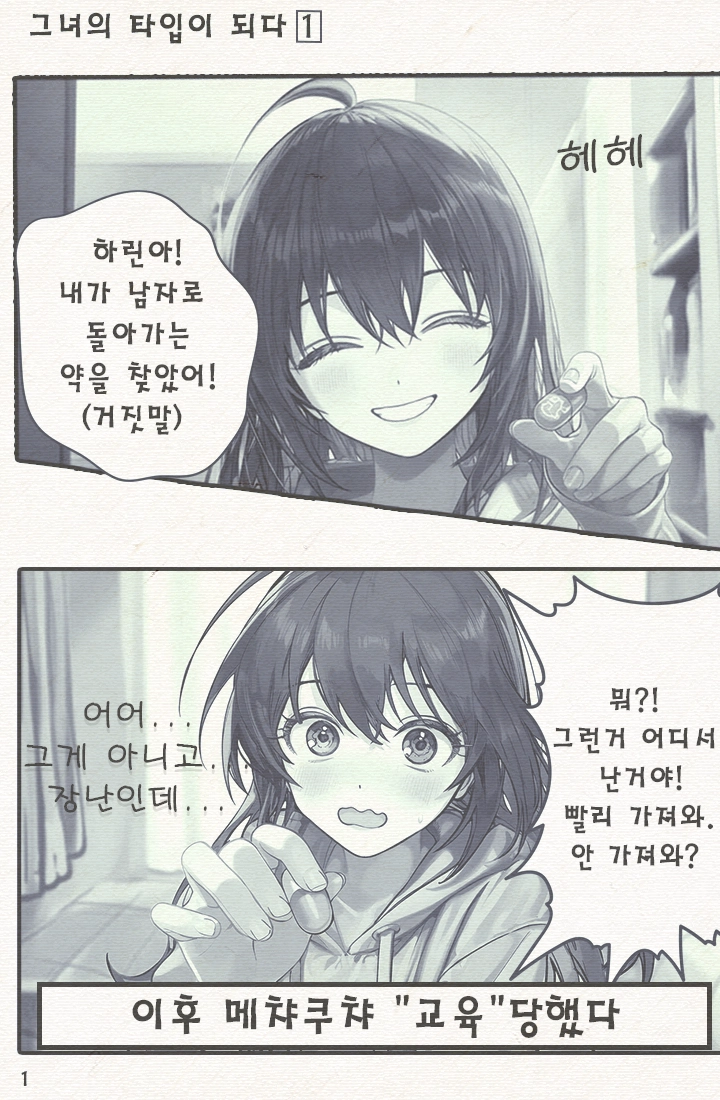 그녀의 타입이 되다 1
헤헤
하린아!
내가 남자로
돌아가는
약을 찾았어!
(거짓말)
뭐?!
그런거 어디서
난거야!
빨리 가져와.
안 가져와?
어어...
그게 아니고...
장난인데...
이후 메챠쿠챠 "교육"당했다
1